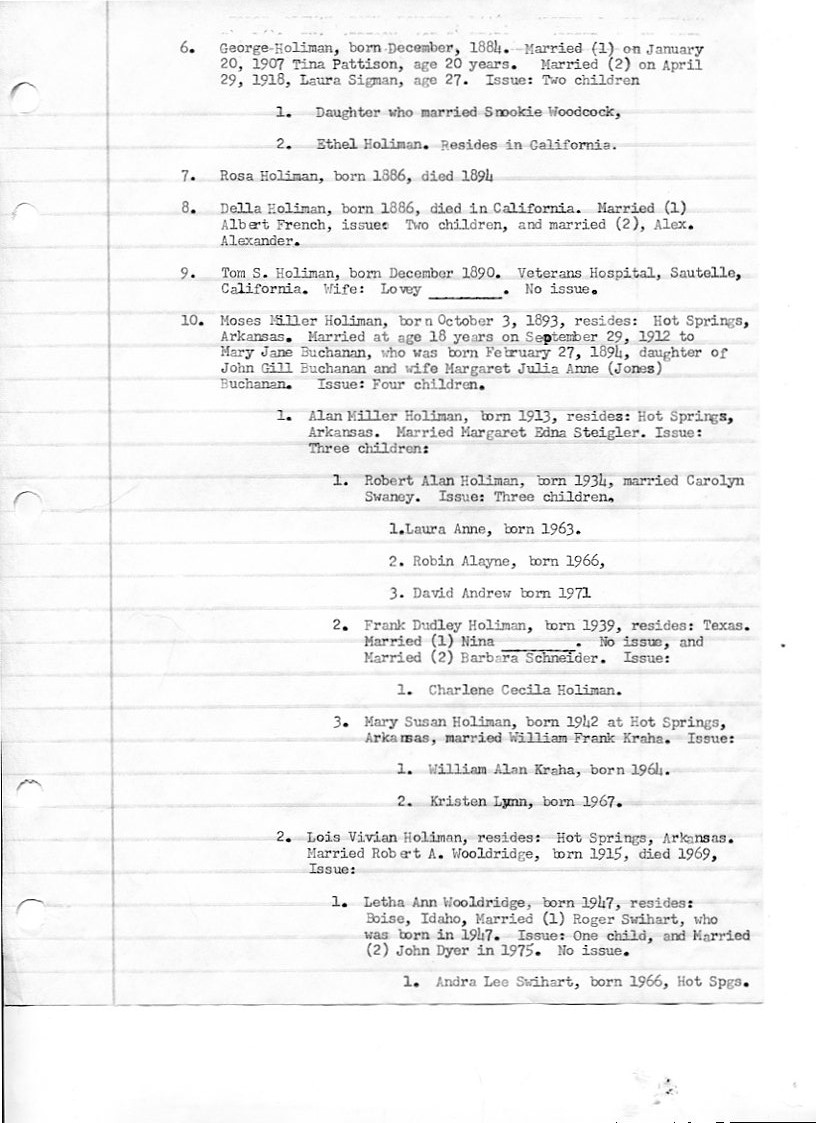 6. George Holiman, born December, 1884. Married (1) on January
20, 1907 Tina Pattison, age 20 years. Married (2) on April
29, 1918, Laura Sigman, age 27. Issue: Two children
1. Daughter who married Snookie Woodcock,
2. Ethel Holiman. Resides in California.
7. Rosa Holiman, born 1886, died 1894
8. Della Holiman, born 1886, died in California. Married (1)
Albert French, issue: Two children, and married (2), Alex.
Alexander.
9. Tom S. Holiman, born December 1890. Veterans Hospital, Sautelle,
California. Wife: Lovey ________. No issue.
10. Moses Miller Holiman, born October 3, 1893, resides: Hot Springs,
Arkansas. Married at age 18 years on September 29, 1912 to
Mary Jane Buchanan, who was born February 27, 1894, daughter of
John Gill Buchanan and wife Margaret Julia Anne (Jones)
Buchanan. Issue: Four children.
1. Alan Miller Holiman, born 1913, resides: Hot Springs,
Arkansas. Married Margaret Edna Steigler. Issue:
Three children:
1. Robert Alan Holiman, born 1934, married Carolyn
Swaney. Issue: Three children.
1.Laura Anne, born 1963.
2. Robin Alayne, born 1966,
3. David Andrew born 1971
2. Frank Dudley Holiman, born 1939, resides: Texas.
Married (1) Nina ________. No issue, and
Married (2) Barbara Schneider. Issue:
1. Charlene Cecila Holiman.
3. Mary Susan Holiman, born 1942 at Hot Springs,
Arkansas, married William Frank Kraha. Issue:
1. William Alan Kraha, born 1964.
2. Kristen Lynn, born 1967.
2. Lois Vivian Holiman, resides: Hot Springs, Arkansas.
Married Robert A. Wooldridge, born 1915, died 1969,
Issue:
1. Letha Ann Wooldridge, born 1947, resides:
Boise, Idaho, Married (1) Roger Swihart, who
was born in 1947. Issue: One child, and Married
(2) John Dyer in 1975. No issue.
1. Andra Lee Swihart, born 1966, Hot Spgs.